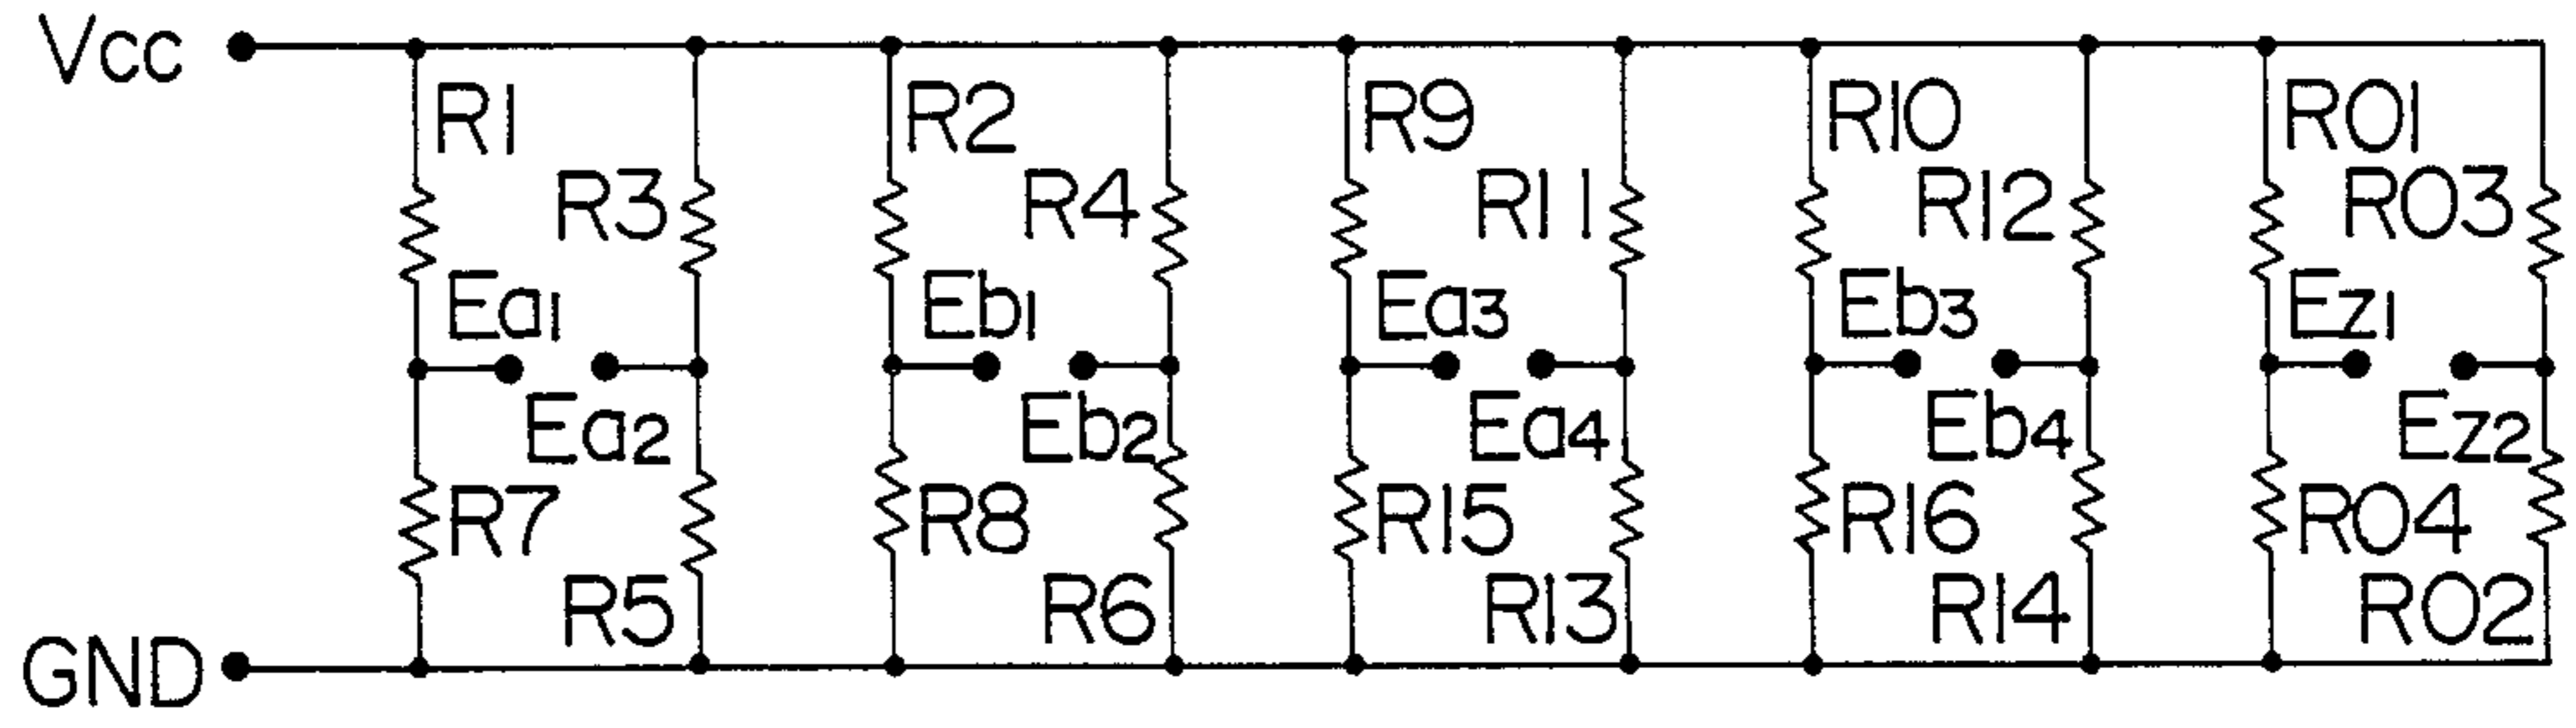 Vcc
R1 R2 R9 R10 R01
R3 R4 R11 R12 R03
Ea1 Eb1 Ea3 Eb3 Ez1
Ea2 Eb2 Ea4 Eb4 Ez2
R7 R8 R15 R16 R04
R5 R6 R13 R14 R02
GND